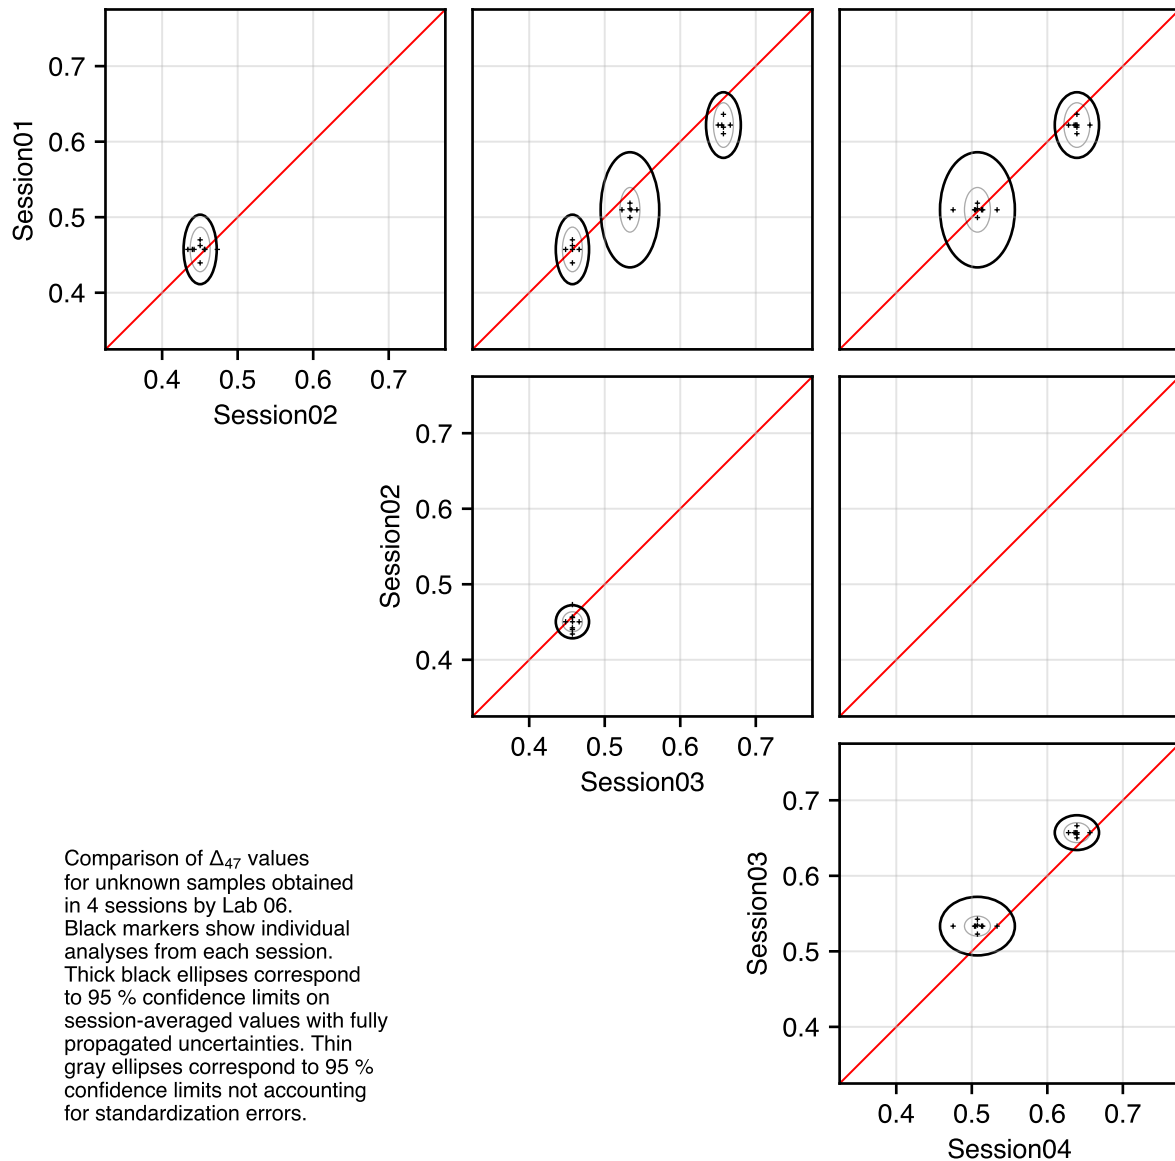 0.7
0.6
0.5
0.4
Session01
0.4 0.5 0.6 0.7
Session02
0.7
0.6
0.5
0.4
Session02
0.4 0.5 0.6 0.7
Session03
0.7
0.6
0.5
0.4
Session03
0.4 0.5 0.6 0.7
Session04
Comparison of Δ47 values
for unknown samples obtained
in 4 sessions by Lab 06.
Black markers show individual
analyses from each session.
Thick black ellipses correspond
to 95 % confidence limits on
session-averaged values with fully
propagated uncertainties. Thin
gray ellipses correspond to 95 %
confidence limits not accounting
for standardization errors.